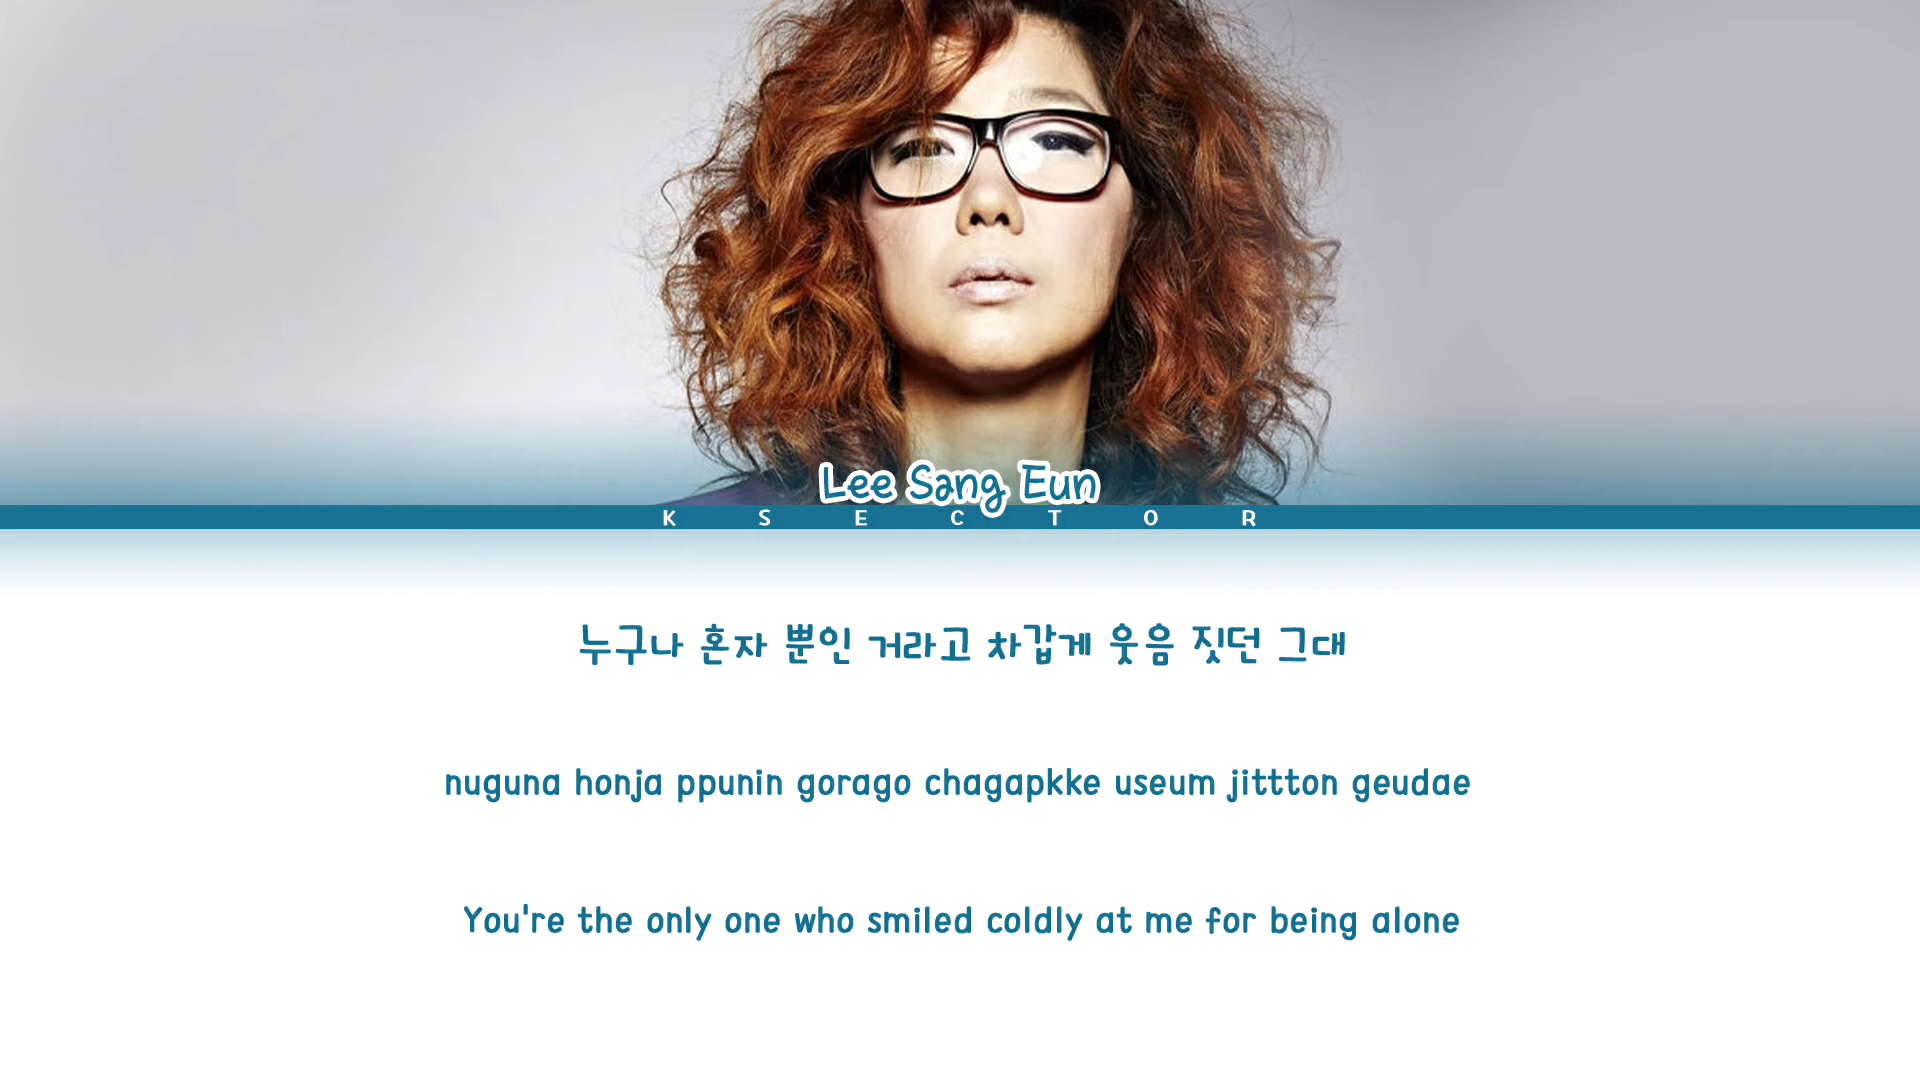 Lee Sang Eun
K S E C T O R
누구나 혼자 뿐인 거라고 차갑게 웃음 짓던 그대
nuguna honja ppunin gorago chagapkke useum jittton geudae
You're the only one who smiled coldly at me for being alone